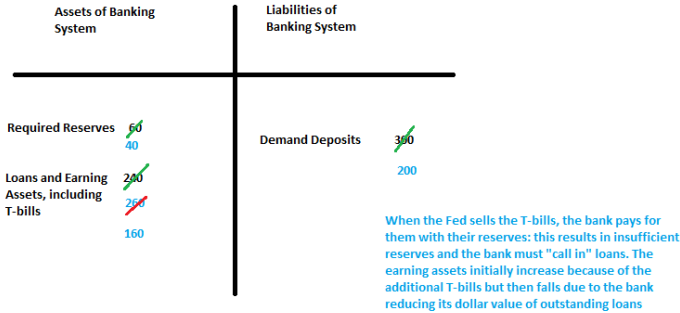 Assets of Banking
System
Liabilities of
Banking System
Required Reserves 60
40
Demand Deposits 300
200
Loans and Earning 240
Assets, including 260
T-bills
160
When the Fed sells the T-bills, the bank pays for
them with their reserves: this results in insufficient
reserves and the bank must "call in" loans. The
earning assets initially increase because of the
additional T-bills but then falls due to the bank
reducing its dollar value of outstanding loans